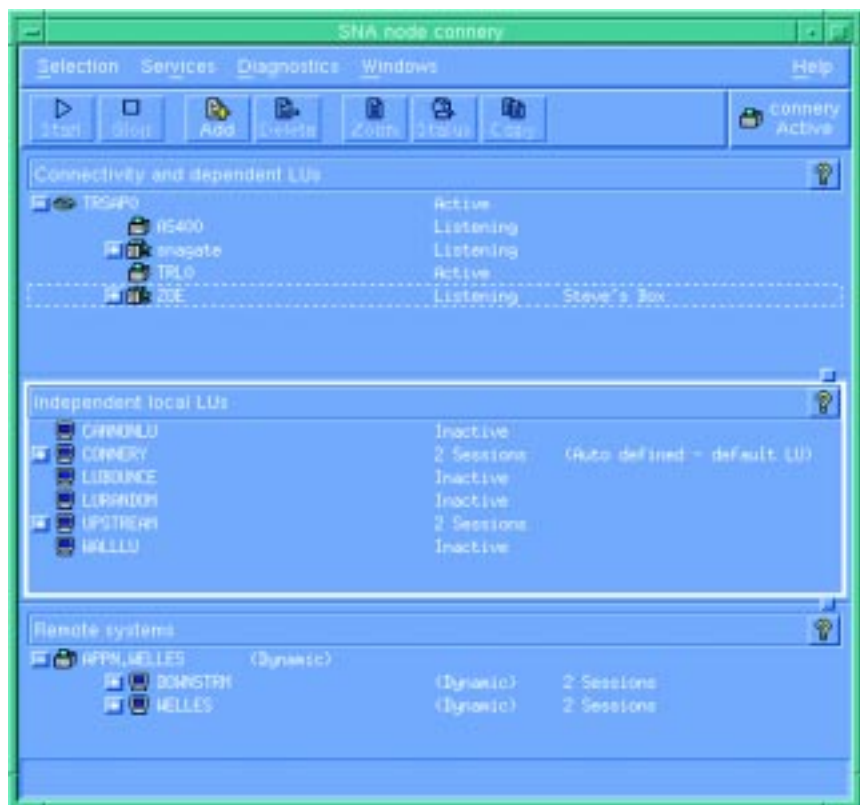 SNA node connery
Selection Services Diagnostics Windows Help
Start Stop Add Delete Zoom Status Copy connery Active
Connectivity and dependent LUs
TRSAP0 Active
AS400 Listening
snagate Listening
TRL0 Active
ZOE Listening Steve's Box
Independent local LUs
CANNONLU Inactive
CONNERY 2 Sessions (Auto defined - default LU)
LUBOUNCE Inactive
LURANDOM Inactive
UPSTREAM 2 Sessions
WALLLU Inactive
Remote systems
APPN.WELLES (Dynamic)
DOWNSTRM (Dynamic) 2 Sessions
WELLES (Dynamic) 2 Sessions